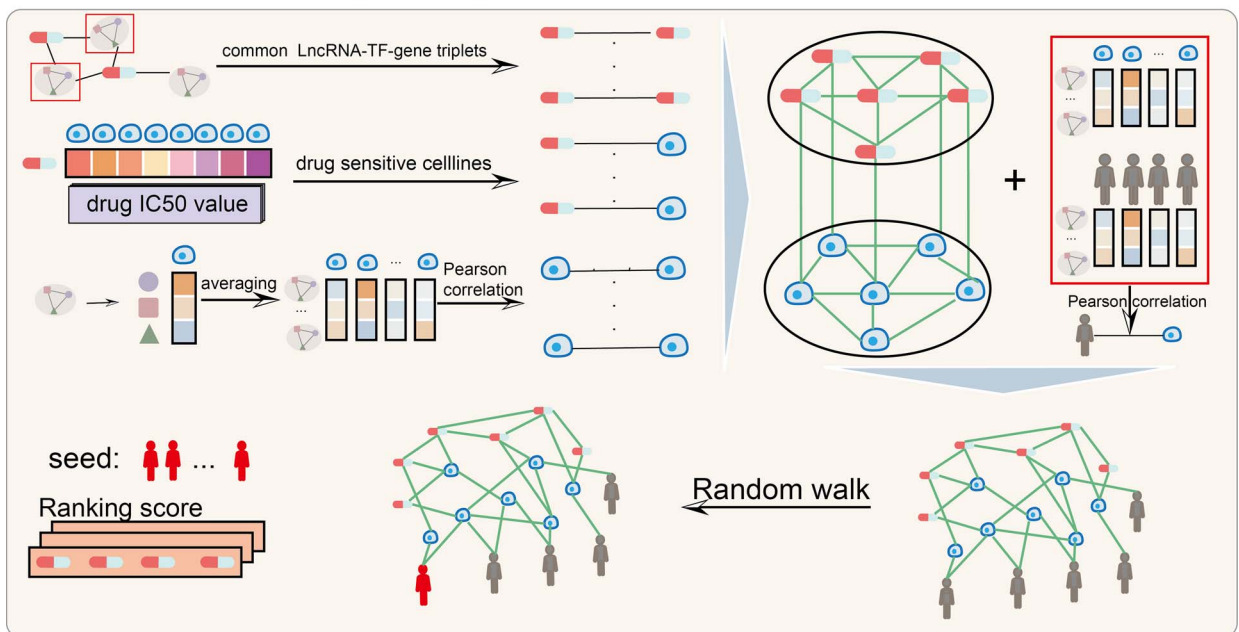 common LncRNA-TF-gene triplets
drug sensitive celllines
drug IC50 value
averaging
...
...
Pearson
correlation
+
...
...
...
Pearson correlation
seed: ...
Ranking score
Random walk